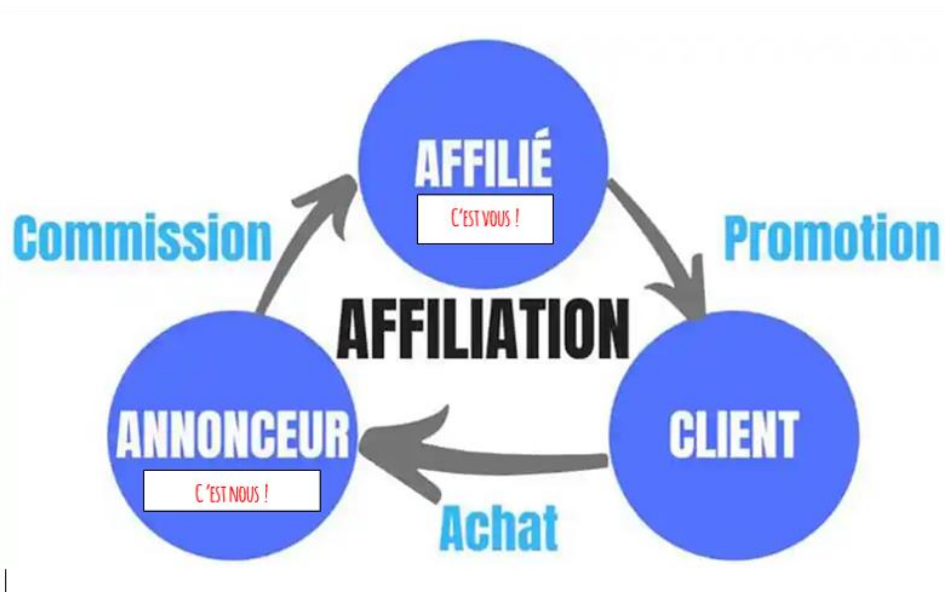 AFFILIÉ
C'est vous !
Commission
Promotion
AFFILIATION
ANNONCEUR
C'est nous !
CLIENT
Achat